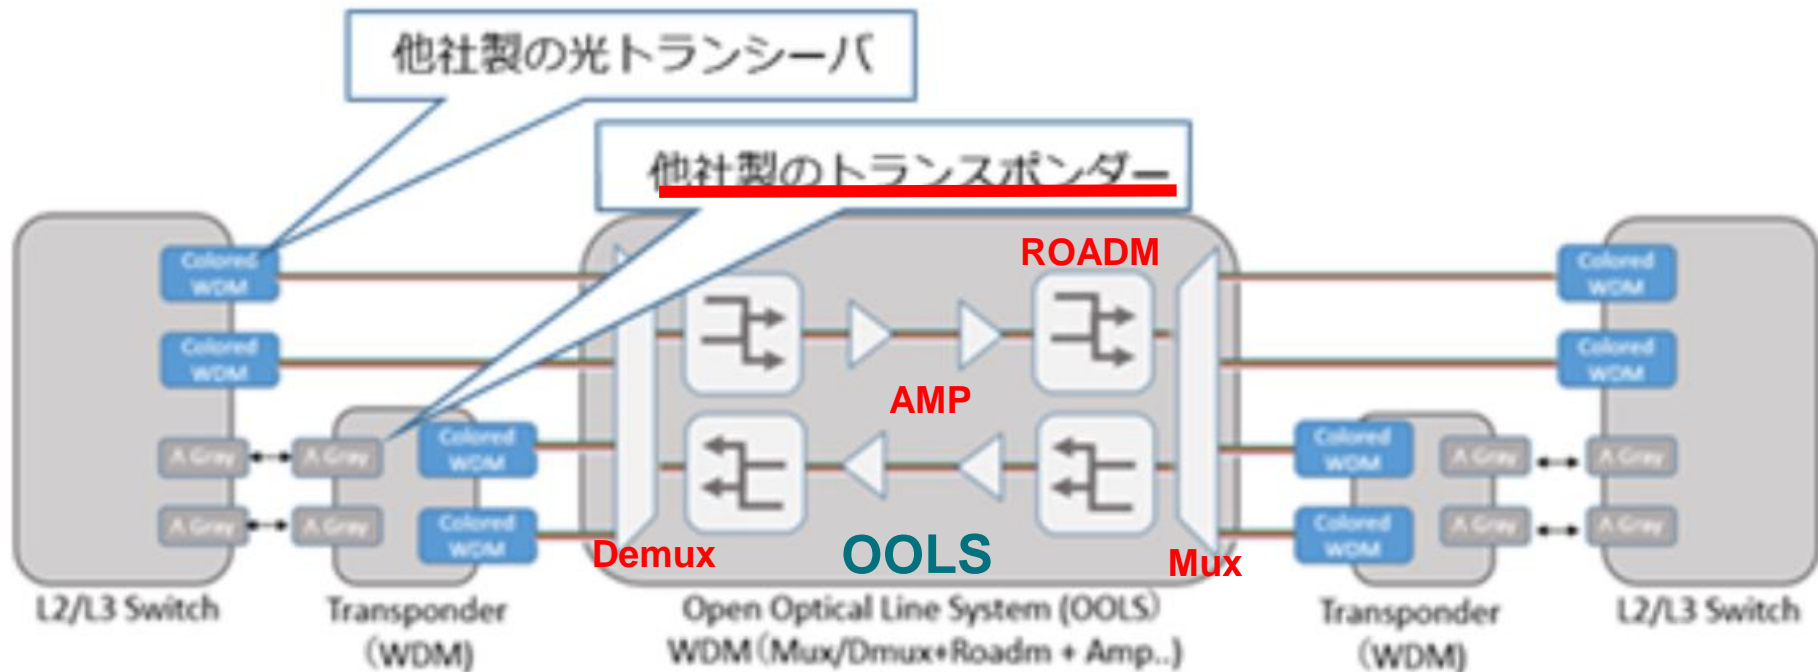 他社製の光トランシーバ
他社製のトランスポンダー
ROADM
Colored
WDM
Colored
WDM
Colored
WDM
Colored
WDM
AMP
Λ Gray
Λ Gray
Colored
WDM
Colored
WDM
Λ Gray
Λ Gray
Λ Gray
Λ Gray
Colored
WDM
Colored
WDM
Λ Gray
Λ Gray
Demux
OOLS
Mux
L2/L3 Switch
Transponder
(WDM)
Open Optical Line System (OOLS)
WDM(Mux/Dmux+Roadm + Amp..)
Transponder
(WDM)
L2/L3 Switch